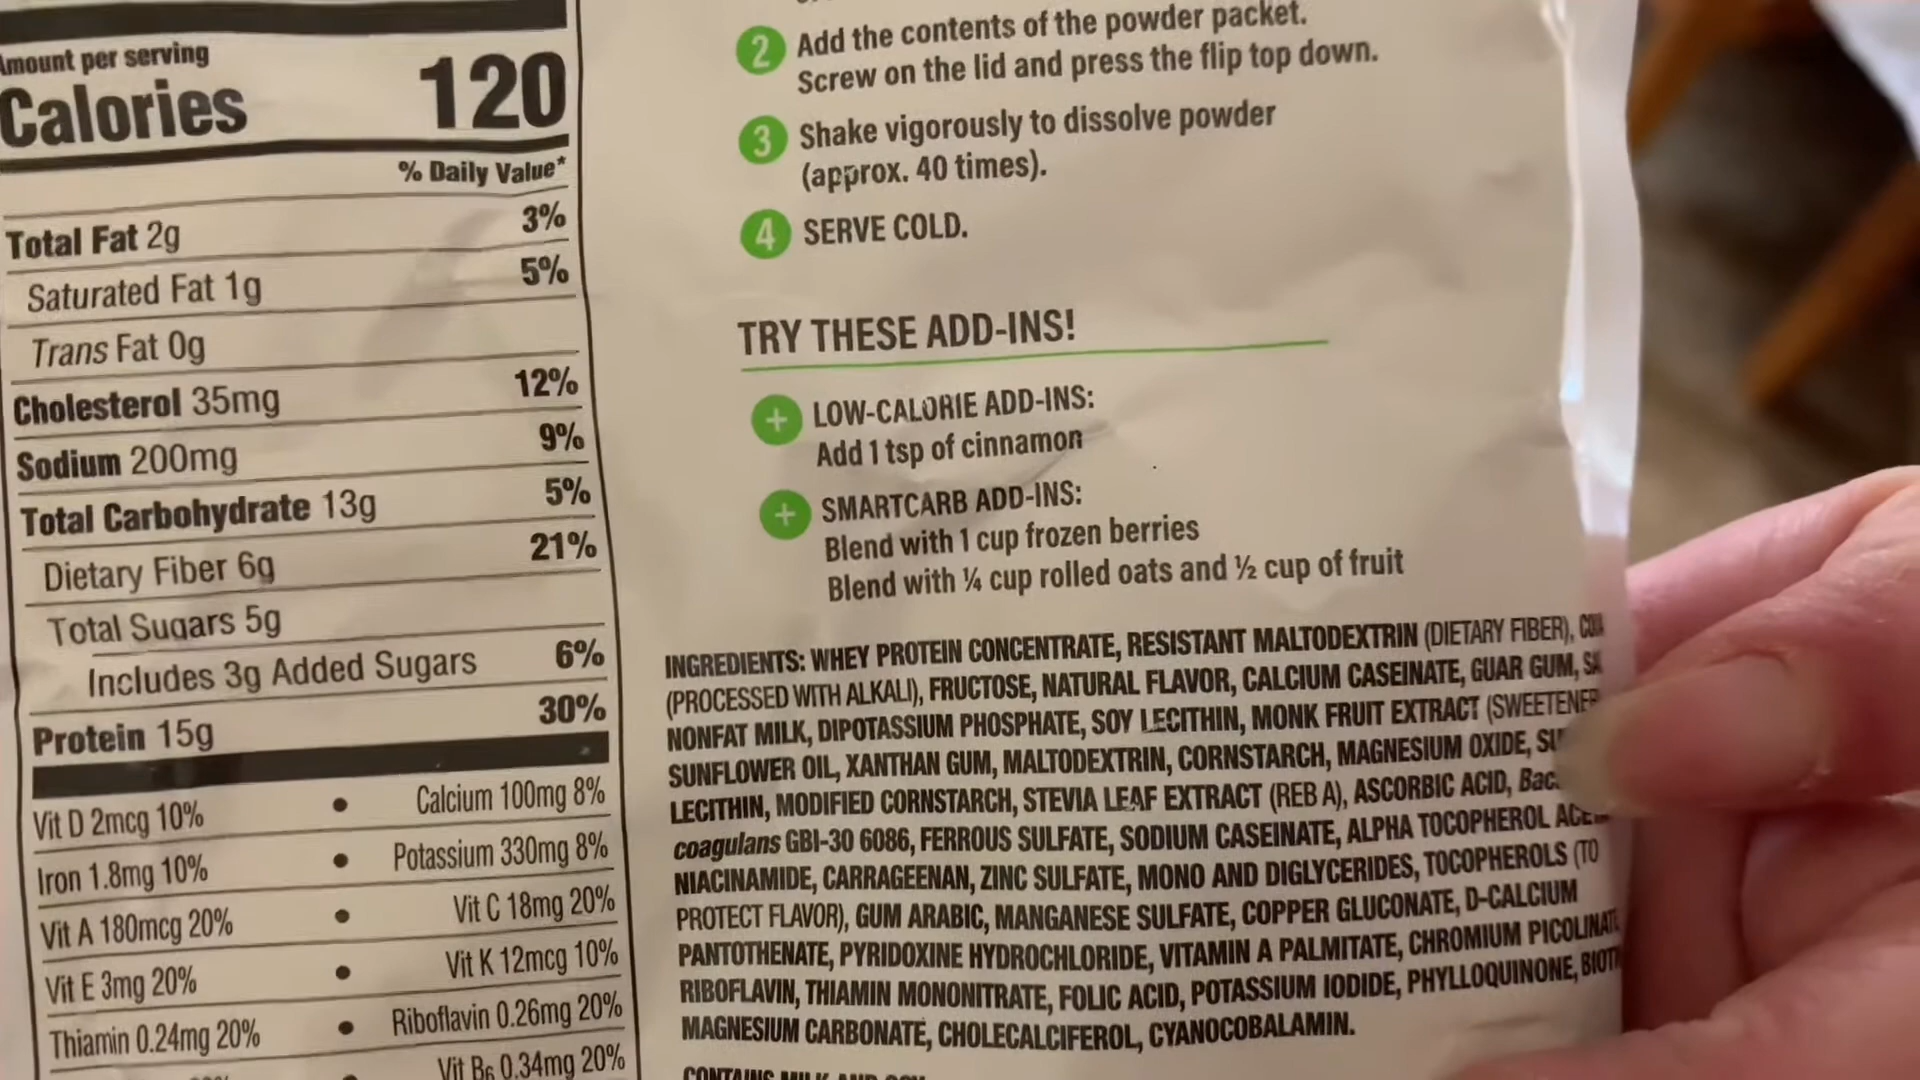 Amount per serving
Calories 120
% Daily Value*
Total Fat 2g 3%
Saturated Fat 1g 5%
Trans Fat 0g
Cholesterol 35mg 12%
Sodium 200mg 9%
Total Carbohydrate 13g 5%
Dietary Fiber 6g 21%
Total Sugars 5g
Includes 3g Added Sugars 6%
Protein 15g 30%
Vit D 2mcg 10% • Calcium 100mg 8%
Iron 1.8mg 10% • Potassium 330mg 8%
Vit A 180mcg 20% • Vit C 18mg 20%
Vit E 3mg 20% • Vit K 12mcg 10%
Thiamin 0.24mg 20% • Riboflavin 0.26mg 20%
Vit B6 0.34mg 20%
2 Add the contents of the powder packet.
Screw on the lid and press the flip top down.
3 Shake vigorously to dissolve powder
(approx. 40 times).
4 SERVE COLD.
TRY THESE ADD-INS!
+ LOW-CALORIE ADD-INS:
Add 1 tsp of cinnamon
+ SMARTCARB ADD-INS:
Blend with 1 cup frozen berries
Blend with ¼ cup rolled oats and ½ cup of fruit
INGREDIENTS: WHEY PROTEIN CONCENTRATE, RESISTANT MALTODEXTRIN (DIETARY FIBER),
(PROCESSED WITH ALKALI), FRUCTOSE, NATURAL FLAVOR, CALCIUM CASEINATE, GUAR GUM,
NONFAT MILK, DIPOTASSIUM PHOSPHATE, SOY LECITHIN, MONK FRUIT EXTRACT (SWEETENER
SUNFLOWER OIL, XANTHAN GUM, MALTODEXTRIN, CORNSTARCH, MAGNESIUM OXIDE,
LECITHIN, MODIFIED CORNSTARCH, STEVIA LEAF EXTRACT (REB A), ASCORBIC ACID,
coagulans GBI-30 6086, FERROUS SULFATE, SODIUM CASEINATE, ALPHA TOCOPHEROL
NIACINAMIDE, CARRAGEENAN, ZINC SULFATE, MONO AND DIGLYCERIDES, TOCOPHEROLS (TO
PROTECT FLAVOR), GUM ARABIC, MANGANESE SULFATE, COPPER GLUCONATE, D-CALCIUM
PANTOTHENATE, PYRIDOXINE HYDROCHLORIDE, VITAMIN A PALMITATE, CHROMIUM PICOLINATE
RIBOFLAVIN, THIAMIN MONONITRATE, FOLIC ACID, POTASSIUM IODIDE, PHYLLOQUINONE,
MAGNESIUM CARBONATE, CHOLECALCIFEROL, CYANOCOBALAMIN.
CONTAINS MILK AND SOY